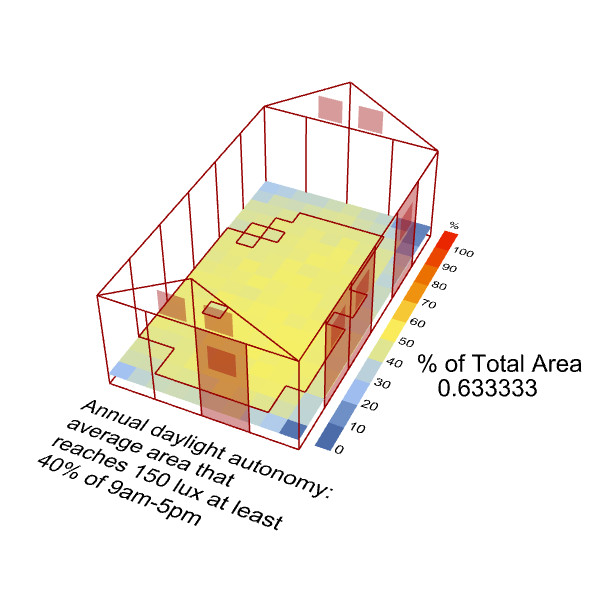 %
100
90
80
70
60
50
40
30
20
10
0
% of Total Area
0.633333
Annual daylight autonomy:
average area that
reaches 150 lux at least
40% of 9am-5pm